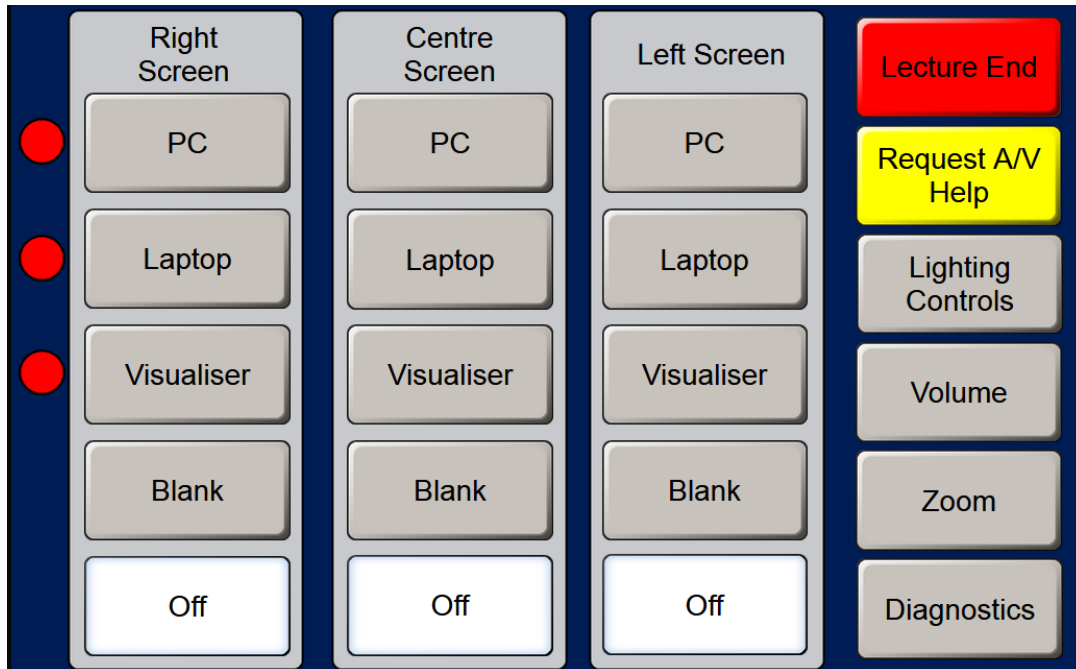 Right
Screen
PC
Laptop
Visualiser
Blank
Off
Centre
Screen
PC
Laptop
Visualiser
Blank
Off
Left Screen
PC
Laptop
Visualiser
Blank
Off
Lecture End
Request A/V
Help
Lighting
Controls
Volume
Zoom
Diagnostics